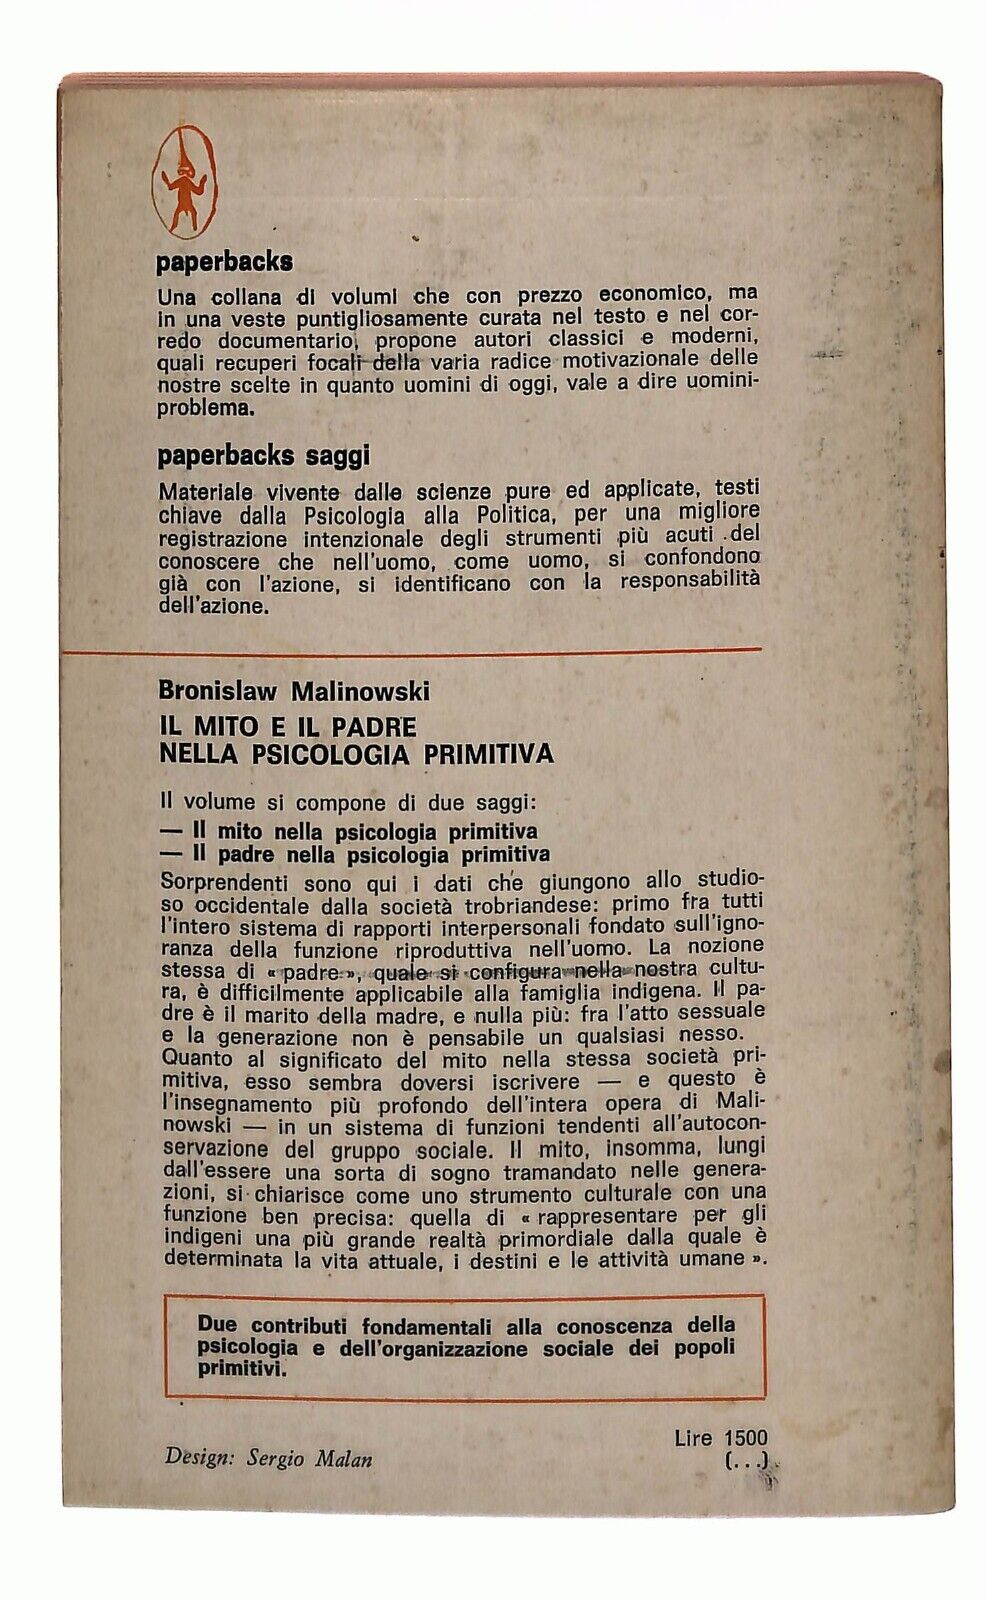 paperbacks
Una collana di volumi che con prezzo economico, ma
in una veste puntigliosamente curata nel testo e nel cor-
redo documentario, propone autori classici e moderni,
quali recuperi focali della varia radice motivazionale delle
nostre scelte in quanto uomini di oggi, vale a dire uomini-
problema.
paperbacks saggi
Materiale vivente dalle scienze pure ed applicate, testi
chiave dalla Psicologia alla Politica, per una migliore
registrazione intenzionale degli strumenti più acuti del
conoscere che nell'uomo, come uomo, si confondono
già con l'azione, si identificano con la responsabilità
dell'azione.
Bronislaw Malinowski
IL MITO E IL PADRE
NELLA PSICOLOGIA PRIMITIVA
Il volume si compone di due saggi:
— Il mito nella psicologia primitiva
— Il padre nella psicologia primitiva
Sorprendenti sono qui i dati che giungono allo studio-
so occidentale dalla società trobriandese: primo fra tutti
l'intero sistema di rapporti interpersonali fondato sull'igno-
ranza della funzione riproduttiva nell'uomo. La nozione
stessa di « padre », quale si configura nella nostra cultu-
ra, è difficilmente applicabile alla famiglia indigena. Il pa-
dre è il marito della madre, e nulla più: fra l'atto sessuale
e la generazione non è pensabile un qualsiasi nesso.
Quanto al significato del mito nella stessa società pri-
mitiva, esso sembra doversi iscrivere — e questo è
l'insegnamento più profondo dell'intera opera di Mali-
nowski — in un sistema di funzioni tendenti all'autocon-
servazione del gruppo sociale. Il mito, insomma, lungi
dall'essere una sorta di sogno tramandato nelle genera-
zioni, si chiarisce come uno strumento culturale con una
funzione ben precisa: quella di « rappresentare per gli
indigeni una più grande realtà primordiale dalla quale è
determinata la vita attuale, i destini e le attività umane ».
Due contributi fondamentali alla conoscenza della
psicologia e dell'organizzazione sociale dei popoli
primitivi.
Lire 1500
(...)
Design: Sergio Malan